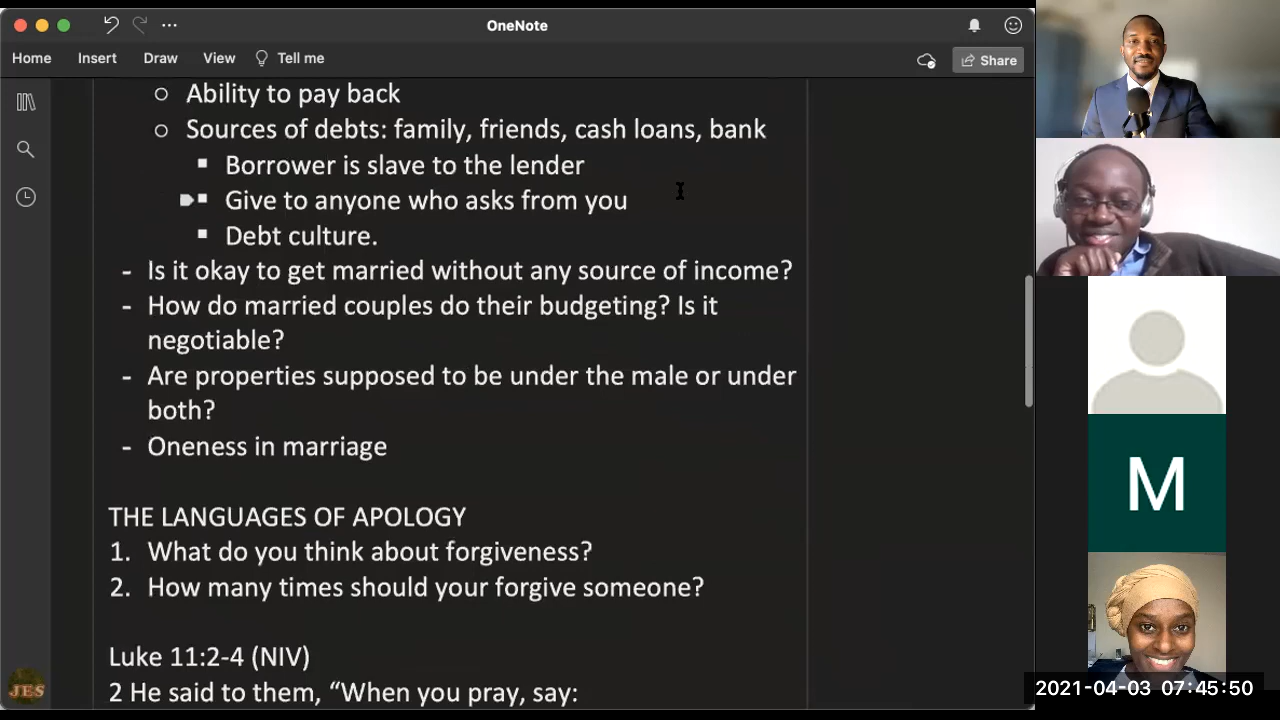 OneNote
Home Insert Draw View Tell me Share
○ Ability to pay back
○ Sources of debts: family, friends, cash loans, bank
▪ Borrower is slave to the lender
▪ Give to anyone who asks from you
▪ Debt culture.
- Is it okay to get married without any source of income?
- How do married couples do their budgeting? Is it
negotiable?
- Are properties supposed to be under the male or under
both?
- Oneness in marriage
THE LANGUAGES OF APOLOGY
1. What do you think about forgiveness?
2. How many times should your forgive someone?
Luke 11:2-4 (NIV)
2 He said to them, “When you pray, say:
JES
M
2021-04-03 07:45:50